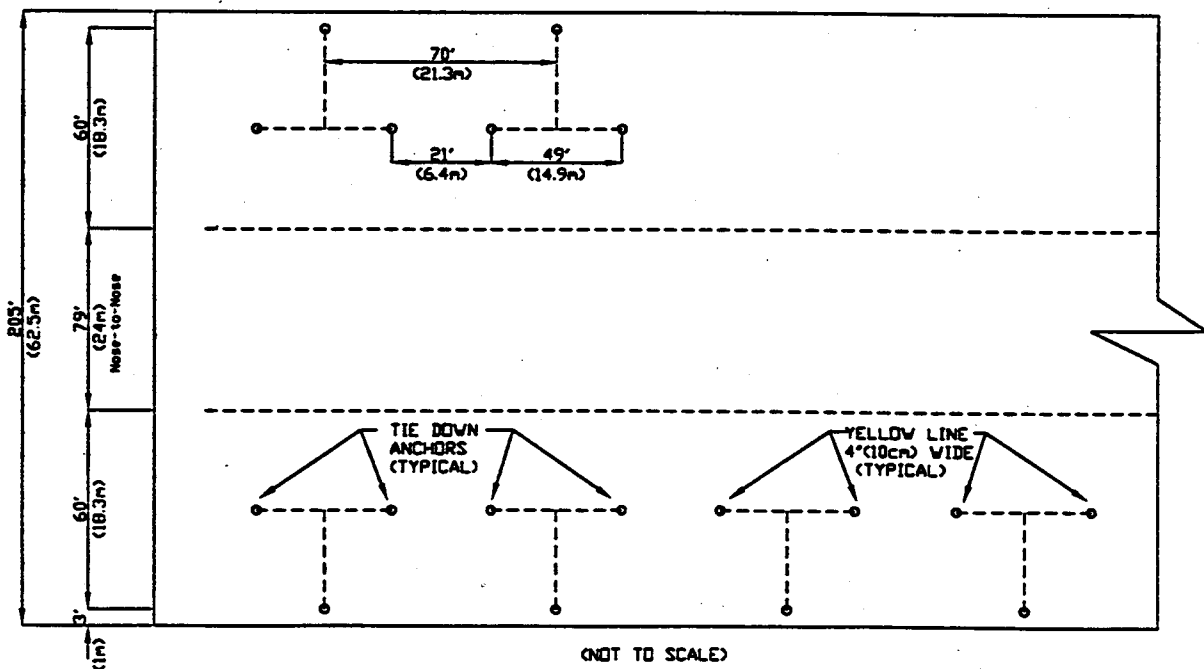 70'
(21.3m)
60'
(18.3m)
21'
(6.4m)
49'
(14.9m)
205'
(62.5m)
79'
(24m)
Nose-to-Nose
TIE DOWN
ANCHORS
(TYPICAL)
YELLOW LINE
4"(10cm) WIDE
(TYPICAL)
60'
(18.3m)
3'
(1m)
(NOT TO SCALE)